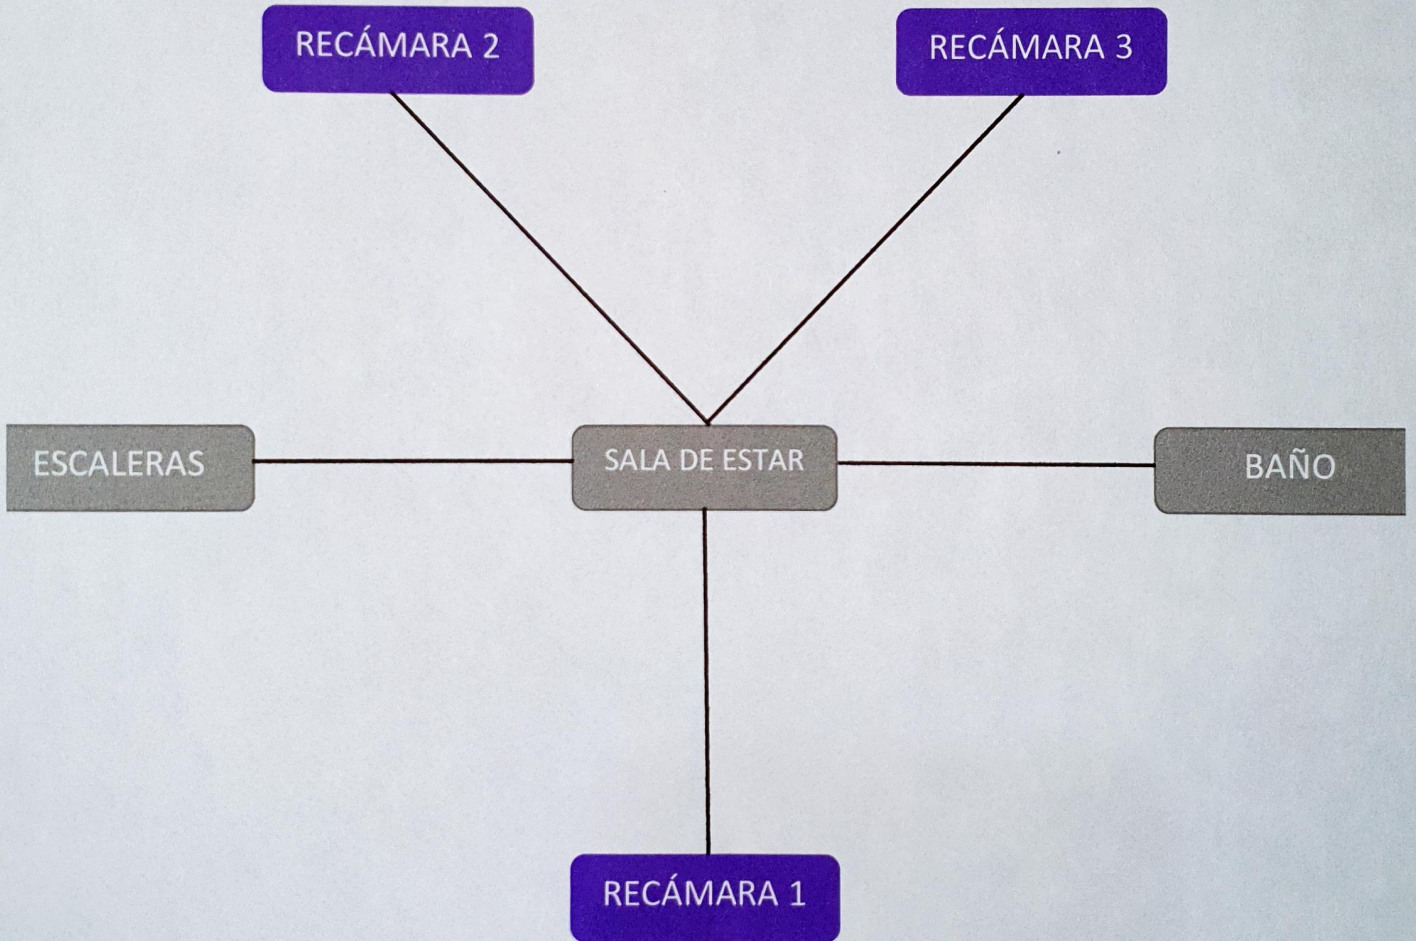 RECÁMARA 2
RECÁMARA 3
ESCALERAS
SALA DE ESTAR
BAÑO
RECÁMARA 1